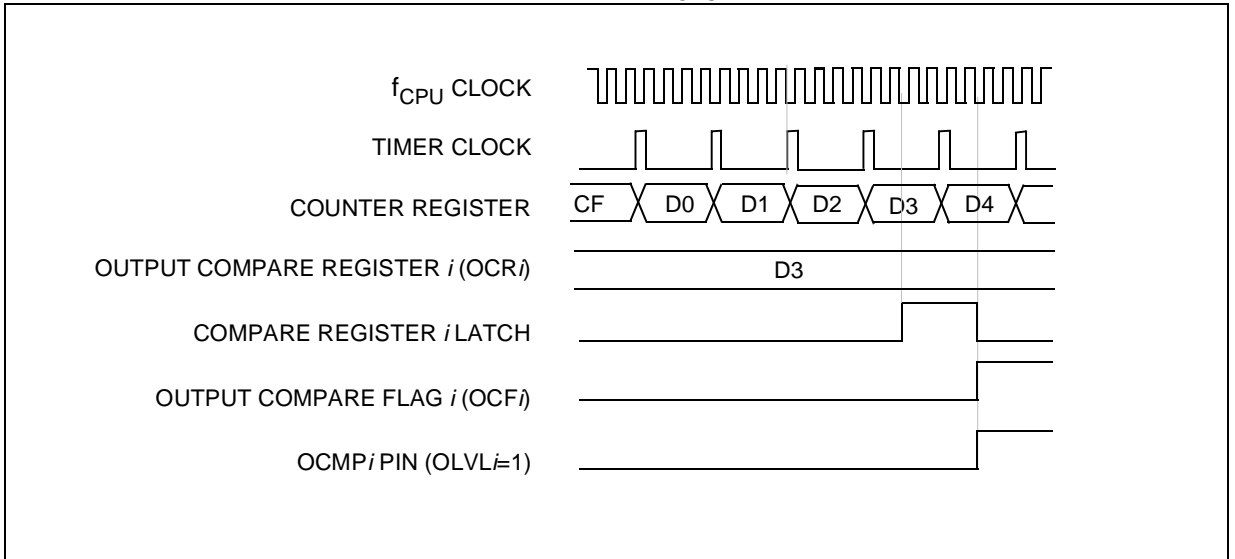 fCPU CLOCK
TIMER CLOCK
COUNTER REGISTER CF D0 D1 D2 D3 D4
OUTPUT COMPARE REGISTER i (OCRi) D3
COMPARE REGISTER i LATCH
OUTPUT COMPARE FLAG i (OCFi)
OCMPi PIN (OLVLi=1)